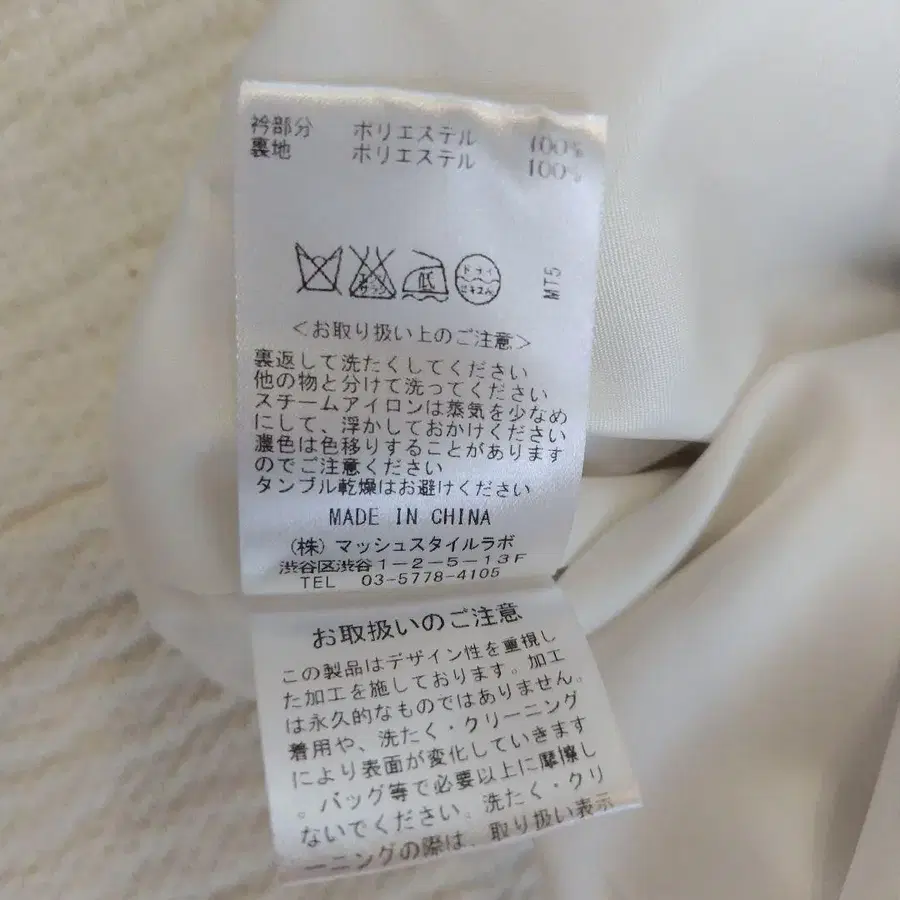 衿部分 ポリエステル 100%
裏地 ポリエステル 100%
エンソサラシ 低 ドライ セキユ系
MT5
<お取り扱い上のご注意>
裏返して洗たくしてください
他の物と分けて洗ってください
スチームアイロンは蒸気を少なめ
にして、浮かしておかけください
濃色は色移りすることがあります
のでご注意ください
タンブル乾燥はお避けください
MADE IN CHINA
(株)マッシュスタイルラボ
渋谷区渋谷1-2-5-13F
TEL 03-5778-4105
お取扱いのご注意
この製品はデザイン性を重視し
た加工を施しております。加工
は永久的なものではありません。
着用や、洗たく・クリーニング
により表面が変化していきます
。バッグ等で必要以上に摩擦し
ないでください。洗たく・クリ
ーニングの際は、取り扱い表示